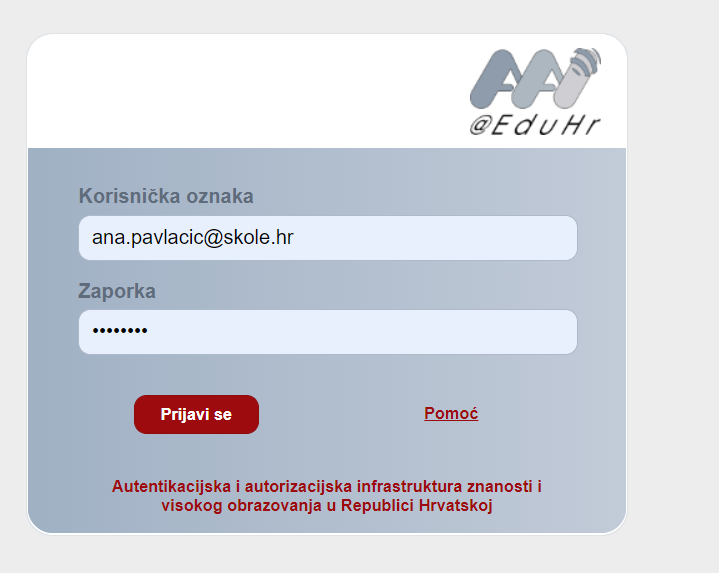 AAI
@EduHr
Korisnička oznaka
ana.pavlacic@skole.hr
Zaporka
••••••••
Prijavi se
Pomoć
Autentikacijska i autorizacijska infrastruktura znanosti i
visokog obrazovanja u Republici Hrvatskoj